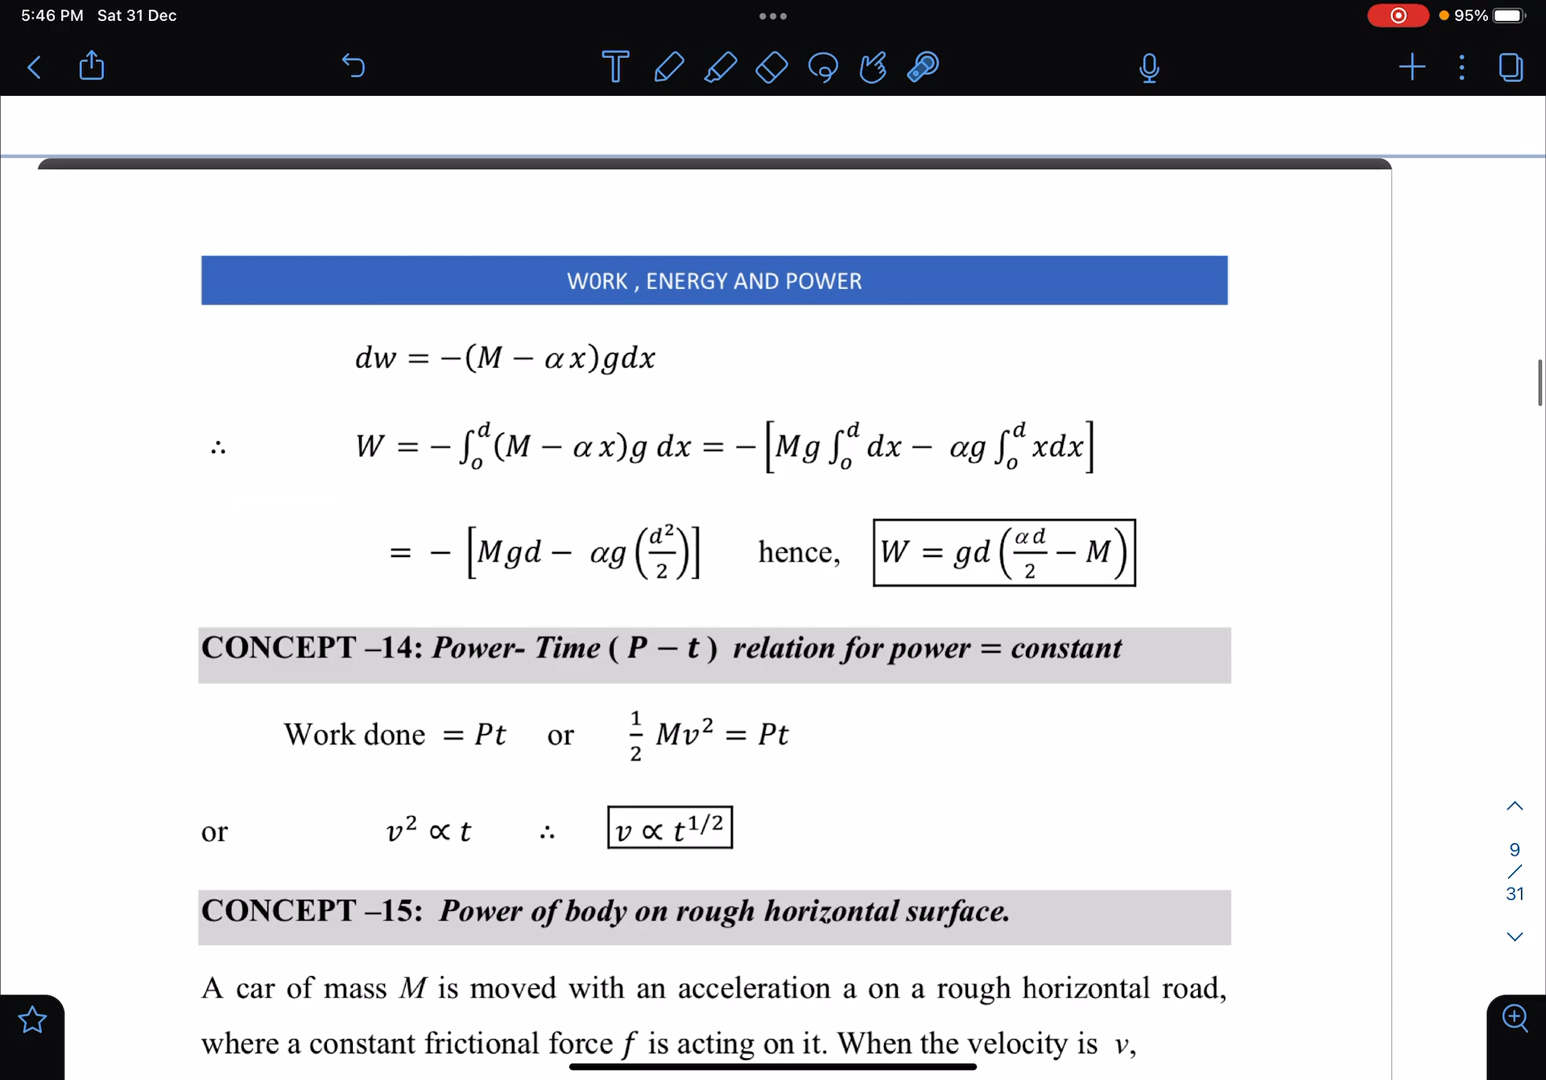 5:46 PM Sat 31 Dec
95%
W0RK , ENERGY AND POWER
dw = −(M − α x)gdx
∴ W = − ∫₀ᵈ (M − α x)g dx = − [Mg ∫₀ᵈ dx − αg ∫₀ᵈ xdx]
= − [Mgd − αg (d²/2)] hence, W = gd (αd/2 − M)
CONCEPT –14: Power- Time ( P − t ) relation for power = constant
Work done = Pt or 1/2 Mv² = Pt
or v² ∝ t ∴ v ∝ t^1/2
CONCEPT –15: Power of body on rough horizontal surface.
A car of mass M is moved with an acceleration a on a rough horizontal road,
where a constant frictional force f is acting on it. When the velocity is v,
9
/
31